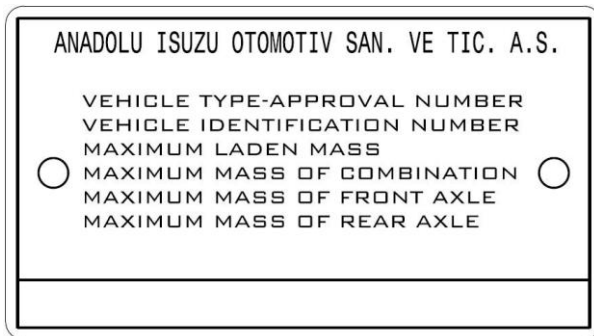 ANADOLU ISUZU OTOMOTIV SAN. VE TIC. A.S.
VEHICLE TYPE-APPROVAL NUMBER
VEHICLE IDENTIFICATION NUMBER
MAXIMUM LADEN MASS
MAXIMUM MASS OF COMBINATION
MAXIMUM MASS OF FRONT AXLE
MAXIMUM MASS OF REAR AXLE